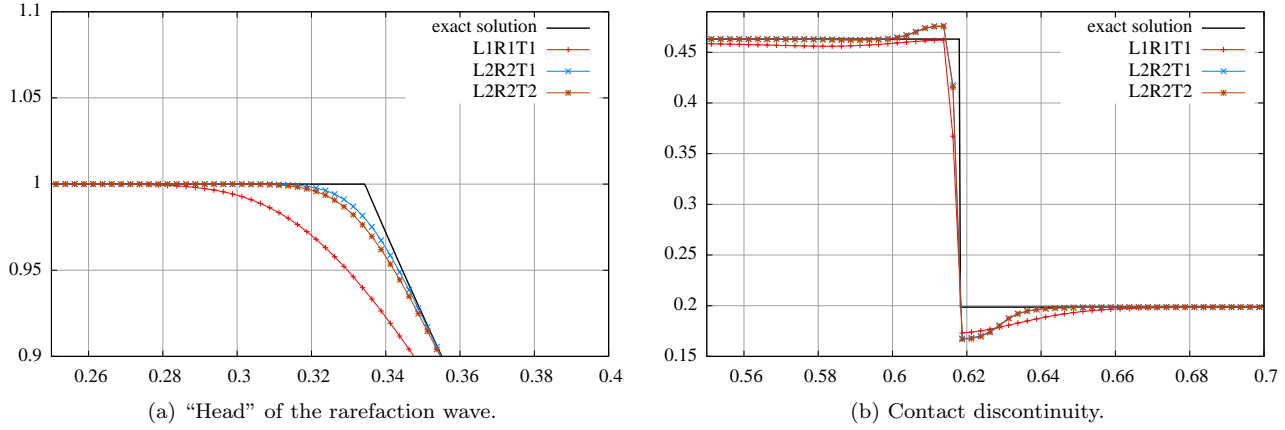 1.1
1.05
1
0.95
0.9
0.26
0.28
0.3
0.32
0.34
0.36
0.38
0.4
exact solution
L1R1T1
L2R2T1
L2R2T2
(a) “Head” of the rarefaction wave.
0.45
0.4
0.35
0.3
0.25
0.2
0.15
0.56
0.58
0.6
0.62
0.64
0.66
0.68
0.7
exact solution
L1R1T1
L2R2T1
L2R2T2
(b) Contact discontinuity.